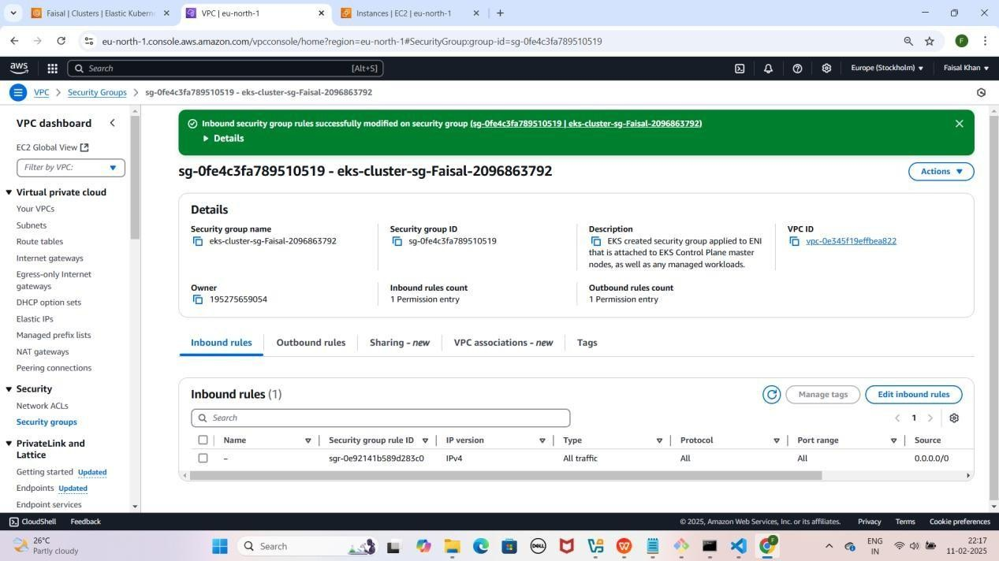 Faisal | Clusters | Elastic Kuberne
VPC | eu-north-1
Instances | EC2 | eu-north-1
eu-north-1.console.aws.amazon.com/vpcconsole/home?region=eu-north-1#SecurityGroup:group-id=sg-0fe4c3fa789510519
F
aws
Search
[Alt+S]
Europe (Stockholm)
Faisal Khan
VPC
Security Groups
sg-0fe4c3fa789510519 - eks-cluster-sg-Faisal-2096863792
VPC dashboard
EC2 Global View
Filter by VPC:
Virtual private cloud
Your VPCs
Subnets
Route tables
Internet gateways
Egress-only Internet
gateways
DHCP option sets
Elastic IPs
Managed prefix lists
NAT gateways
Peering connections
Security
Network ACLs
Security groups
PrivateLink and
Lattice
Getting started Updated
Endpoints Updated
Endpoint services
Inbound security group rules successfully modified on security group (sg-0fe4c3fa789510519 | eks-cluster-sg-Faisal-2096863792)
Details
sg-0fe4c3fa789510519 - eks-cluster-sg-Faisal-2096863792
Actions
Details
Security group name
eks-cluster-sg-Faisal-2096863792
Security group ID
sg-0fe4c3fa789510519
Description
EKS created security group applied to ENI
that is attached to EKS Control Plane master
nodes, as well as any managed workloads.
VPC ID
vpc-0e345f19effbea822
Owner
195275659054
Inbound rules count
1 Permission entry
Outbound rules count
1 Permission entry
Inbound rules
Outbound rules
Sharing - new
VPC associations - new
Tags
Inbound rules (1)
Manage tags
Edit inbound rules
Search
1
Name
Security group rule ID
IP version
Type
Protocol
Port range
Source
–
sgr-0e92141b589d283c0
IPv4
All traffic
All
All
0.0.0.0/0
CloudShell
Feedback
© 2025, Amazon Web Services, Inc. or its affiliates.
Privacy
Terms
Cookie preferences
26°C
Partly cloudy
Search
DELL
F
ENG
IN
22:17
11-02-2025